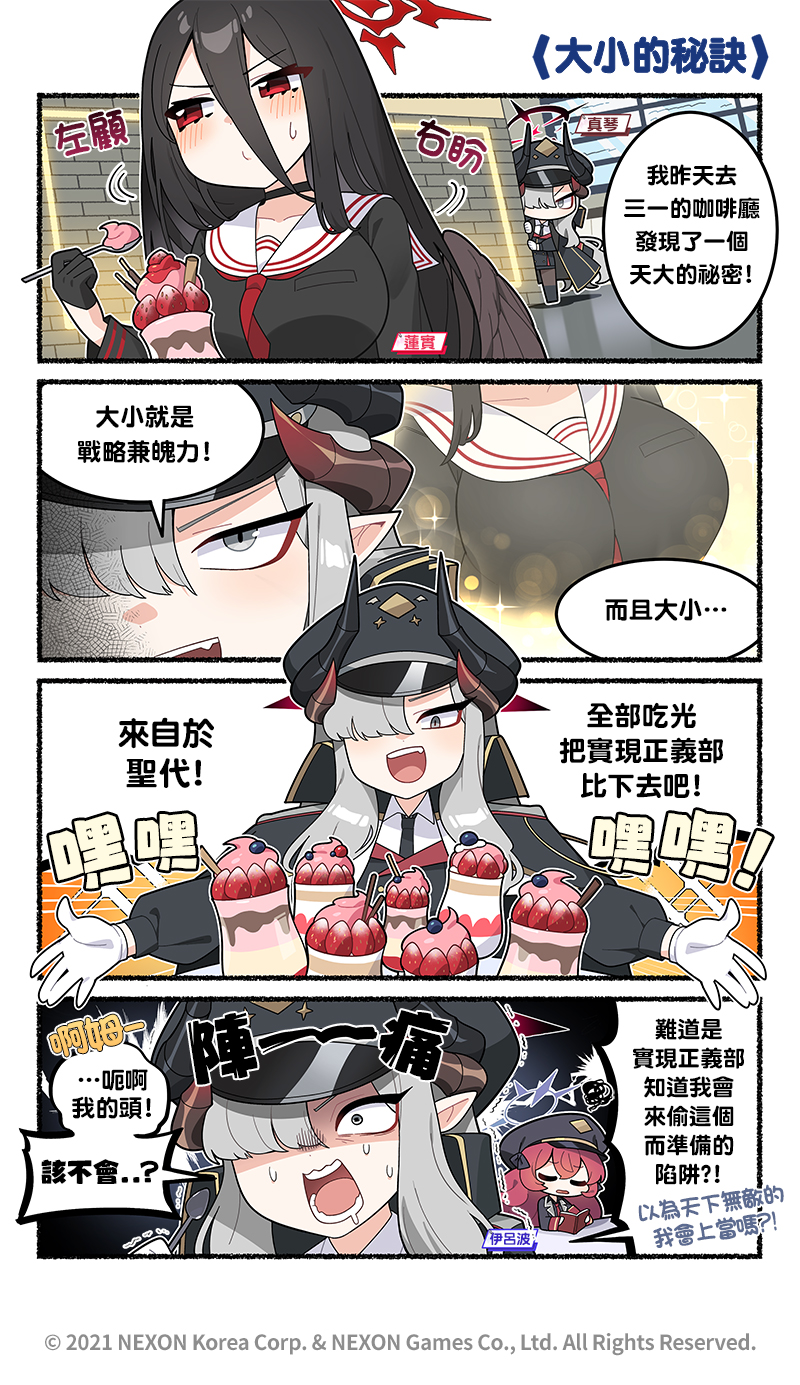 《大小的秘訣》
左顧
右盼
真琴
我昨天去
三一的咖啡廳
發現了一個
天大的祕密！
蓮實
大小就是
戰略兼魄力！
而且大小…
來自於
聖代！
全部吃光
把實現正義部
比下去吧！
嘿嘿
嘿嘿！
啊姆一
…呃啊
我的頭！
陣一一痛
該不會..?
難道是
實現正義部
知道我會
來偷這個
而準備的
陷阱?!
以為天下無敵的
我會上當嗎?!
伊呂波
© 2021 NEXON Korea Corp. & NEXON Games Co., Ltd. All Rights Reserved.